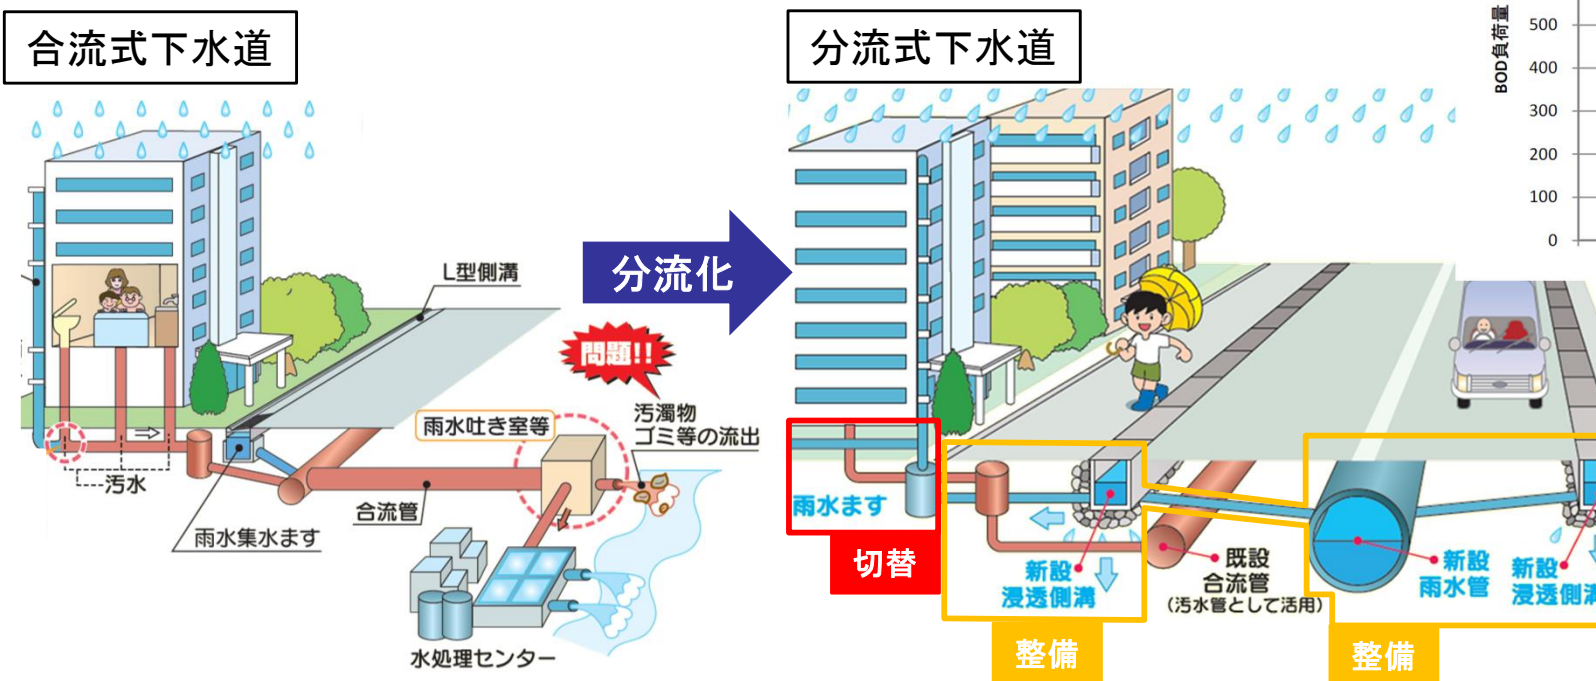 合流式下水道
L型側溝
問題!!
汚濁物
ゴミ等の流出
雨水吐き室等
汚水
合流管
雨水集水ます
水処理センター
分流化
分流式下水道
雨水ます
切替
新設
浸透側溝
整備
既設
合流管
(汚水管として活用)
新設
雨水管
新設
浸透側溝
整備
BOD負荷量
500
400
300
200
100
0